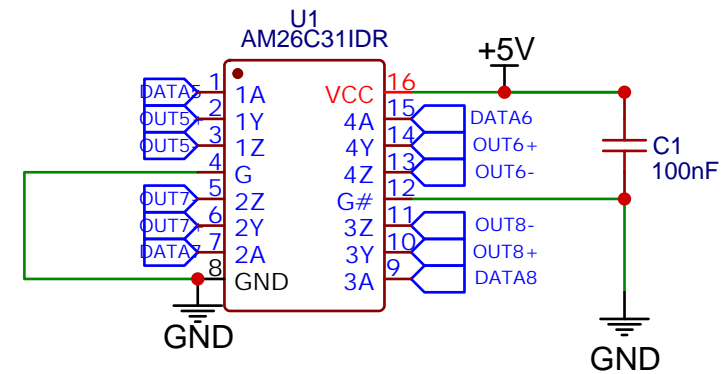 U1
AM26C31IDR
+5V
DATA5 1 1A VCC 16
OUT5+ 2 1Y 4A 15 DATA6
OUT5- 3 1Z 4Y 14 OUT6+
4 G 4Z 13 OUT6-
OUT7- 5 2Z G# 12
OUT7+ 6 2Y 3Z 11 OUT8-
DATA7 7 2A 3Y 10 OUT8+
8 GND 3A 9 DATA8
C1
100nF
GND
GND